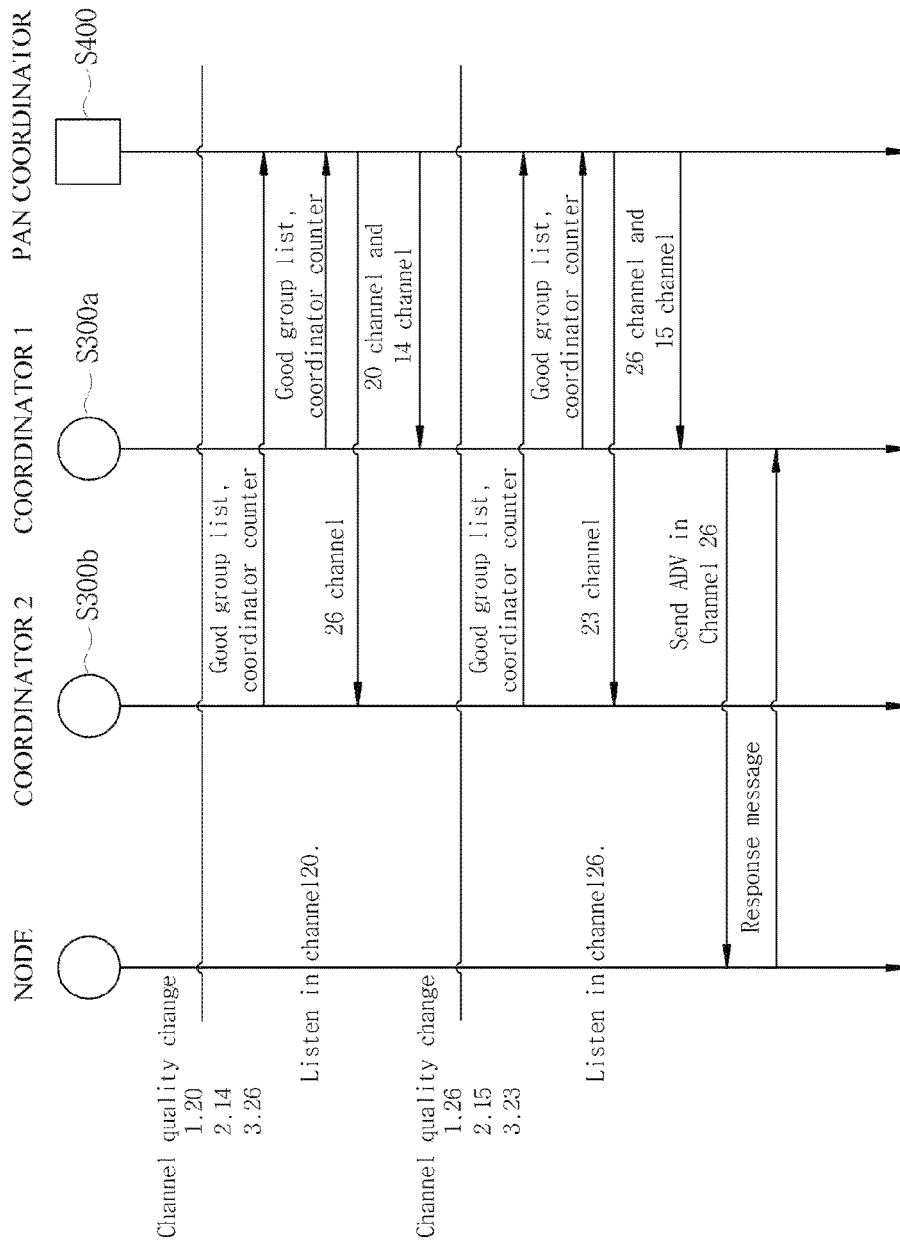 NODE
COORDINATOR 2
COORDINATOR 1
PAN COORDINATOR
S300b
S300a
S400
Channel quality change
1.20
2.14
3.26
Good group list,
coordinator counter
Good group list,
coordinator counter
Listen in channel20.
26 channel
20 channel and
14 channel
Channel quality change
1.26
2.15
3.23
Good group list,
coordinator counter
Good group list,
coordinator counter
Listen in channel26.
23 channel
26 channel and
15 channel
Send ADV in
Channel 26
Response message